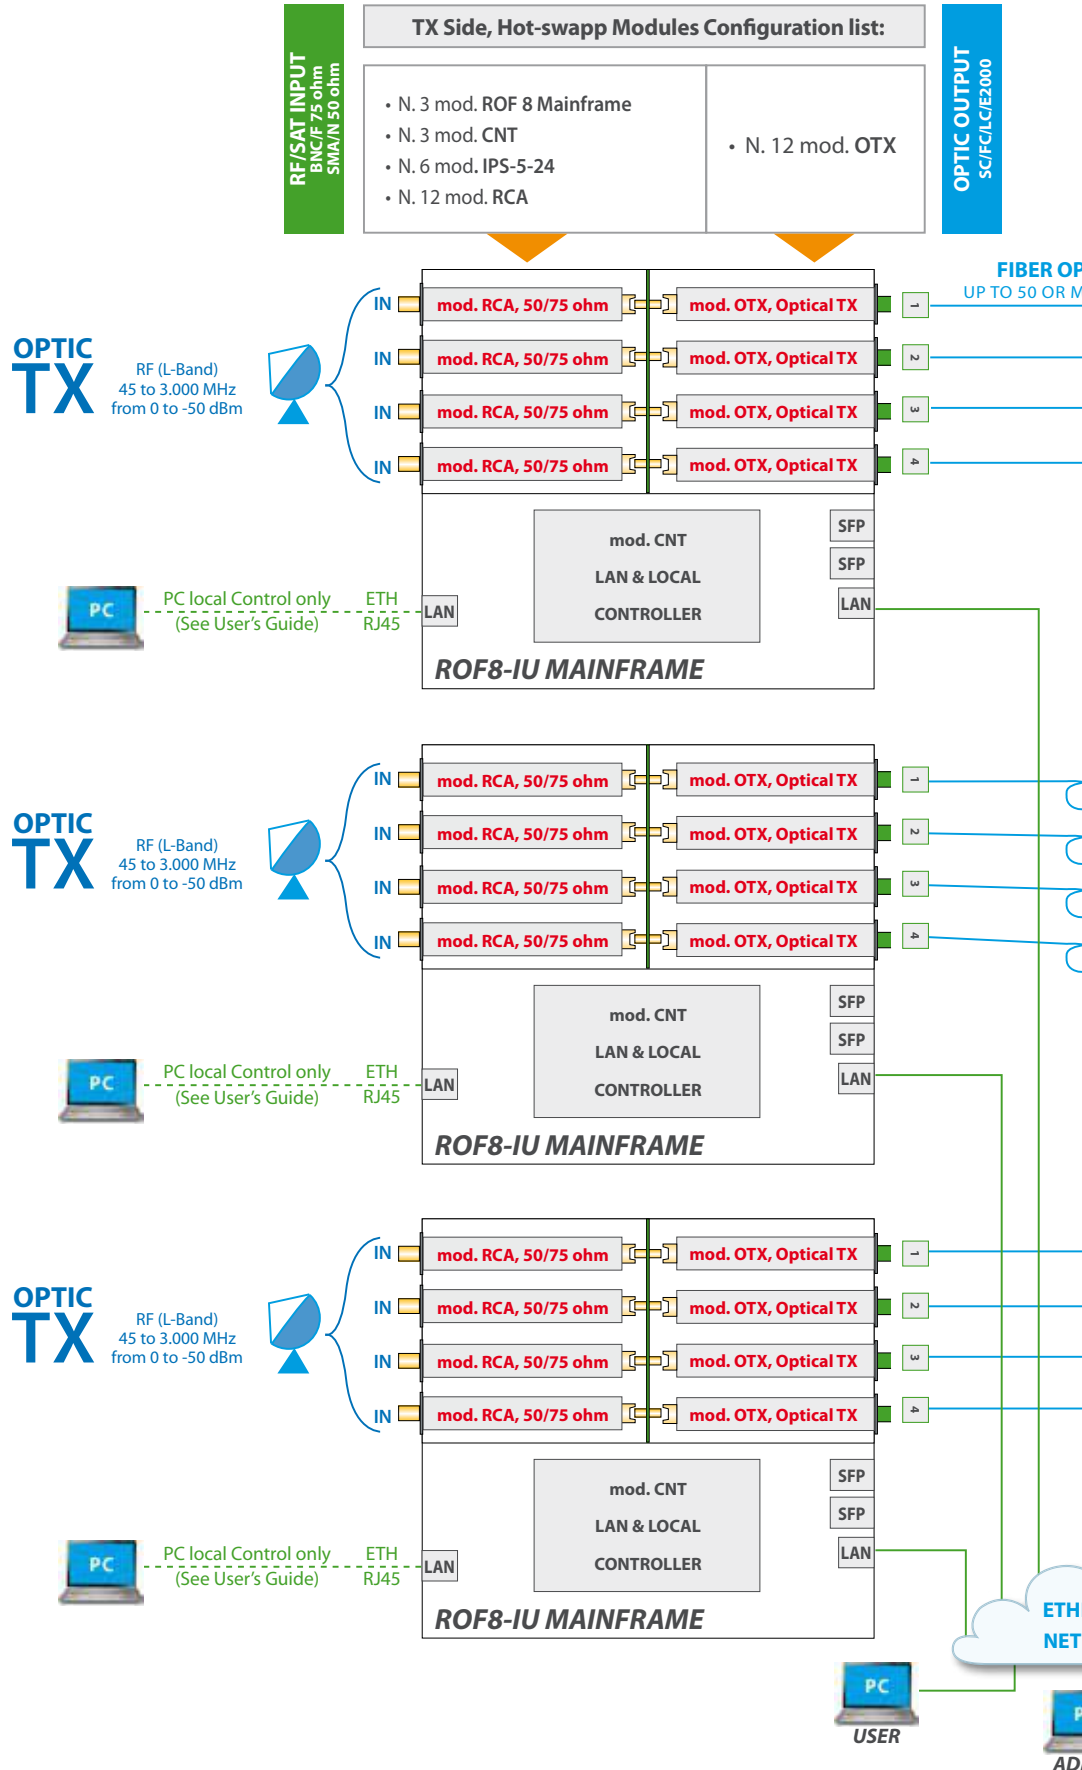 TX Side, Hot-swapp Modules Configuration list:
RF/SAT INPUT
BNC/F 75 ohm
SMA/N 50 ohm
• N. 3 mod. ROF 8 Mainframe
• N. 3 mod. CNT
• N. 6 mod. IPS-5-24
• N. 12 mod. RCA
• N. 12 mod. OTX
OPTIC OUTPUT
SC/FC/LC/E2000
FIBER OP
UP TO 50 OR M
OPTIC
TX
RF (L-Band)
45 to 3.000 MHz
from 0 to -50 dBm
IN mod. RCA, 50/75 ohm mod. OTX, Optical TX 1
IN mod. RCA, 50/75 ohm mod. OTX, Optical TX 2
IN mod. RCA, 50/75 ohm mod. OTX, Optical TX 3
IN mod. RCA, 50/75 ohm mod. OTX, Optical TX 4
mod. CNT
LAN & LOCAL
CONTROLLER
SFP
SFP
LAN
PC
PC local Control only
(See User's Guide)
ETH
RJ45
LAN
ROF8-IU MAINFRAME
OPTIC
TX
RF (L-Band)
45 to 3.000 MHz
from 0 to -50 dBm
IN mod. RCA, 50/75 ohm mod. OTX, Optical TX 1
IN mod. RCA, 50/75 ohm mod. OTX, Optical TX 2
IN mod. RCA, 50/75 ohm mod. OTX, Optical TX 3
IN mod. RCA, 50/75 ohm mod. OTX, Optical TX 4
mod. CNT
LAN & LOCAL
CONTROLLER
SFP
SFP
LAN
PC
PC local Control only
(See User's Guide)
ETH
RJ45
LAN
ROF8-IU MAINFRAME
OPTIC
TX
RF (L-Band)
45 to 3.000 MHz
from 0 to -50 dBm
IN mod. RCA, 50/75 ohm mod. OTX, Optical TX 1
IN mod. RCA, 50/75 ohm mod. OTX, Optical TX 2
IN mod. RCA, 50/75 ohm mod. OTX, Optical TX 3
IN mod. RCA, 50/75 ohm mod. OTX, Optical TX 4
mod. CNT
LAN & LOCAL
CONTROLLER
SFP
SFP
LAN
PC
PC local Control only
(See User's Guide)
ETH
RJ45
LAN
ROF8-IU MAINFRAME
ETH
NET
PC
USER
P
AD